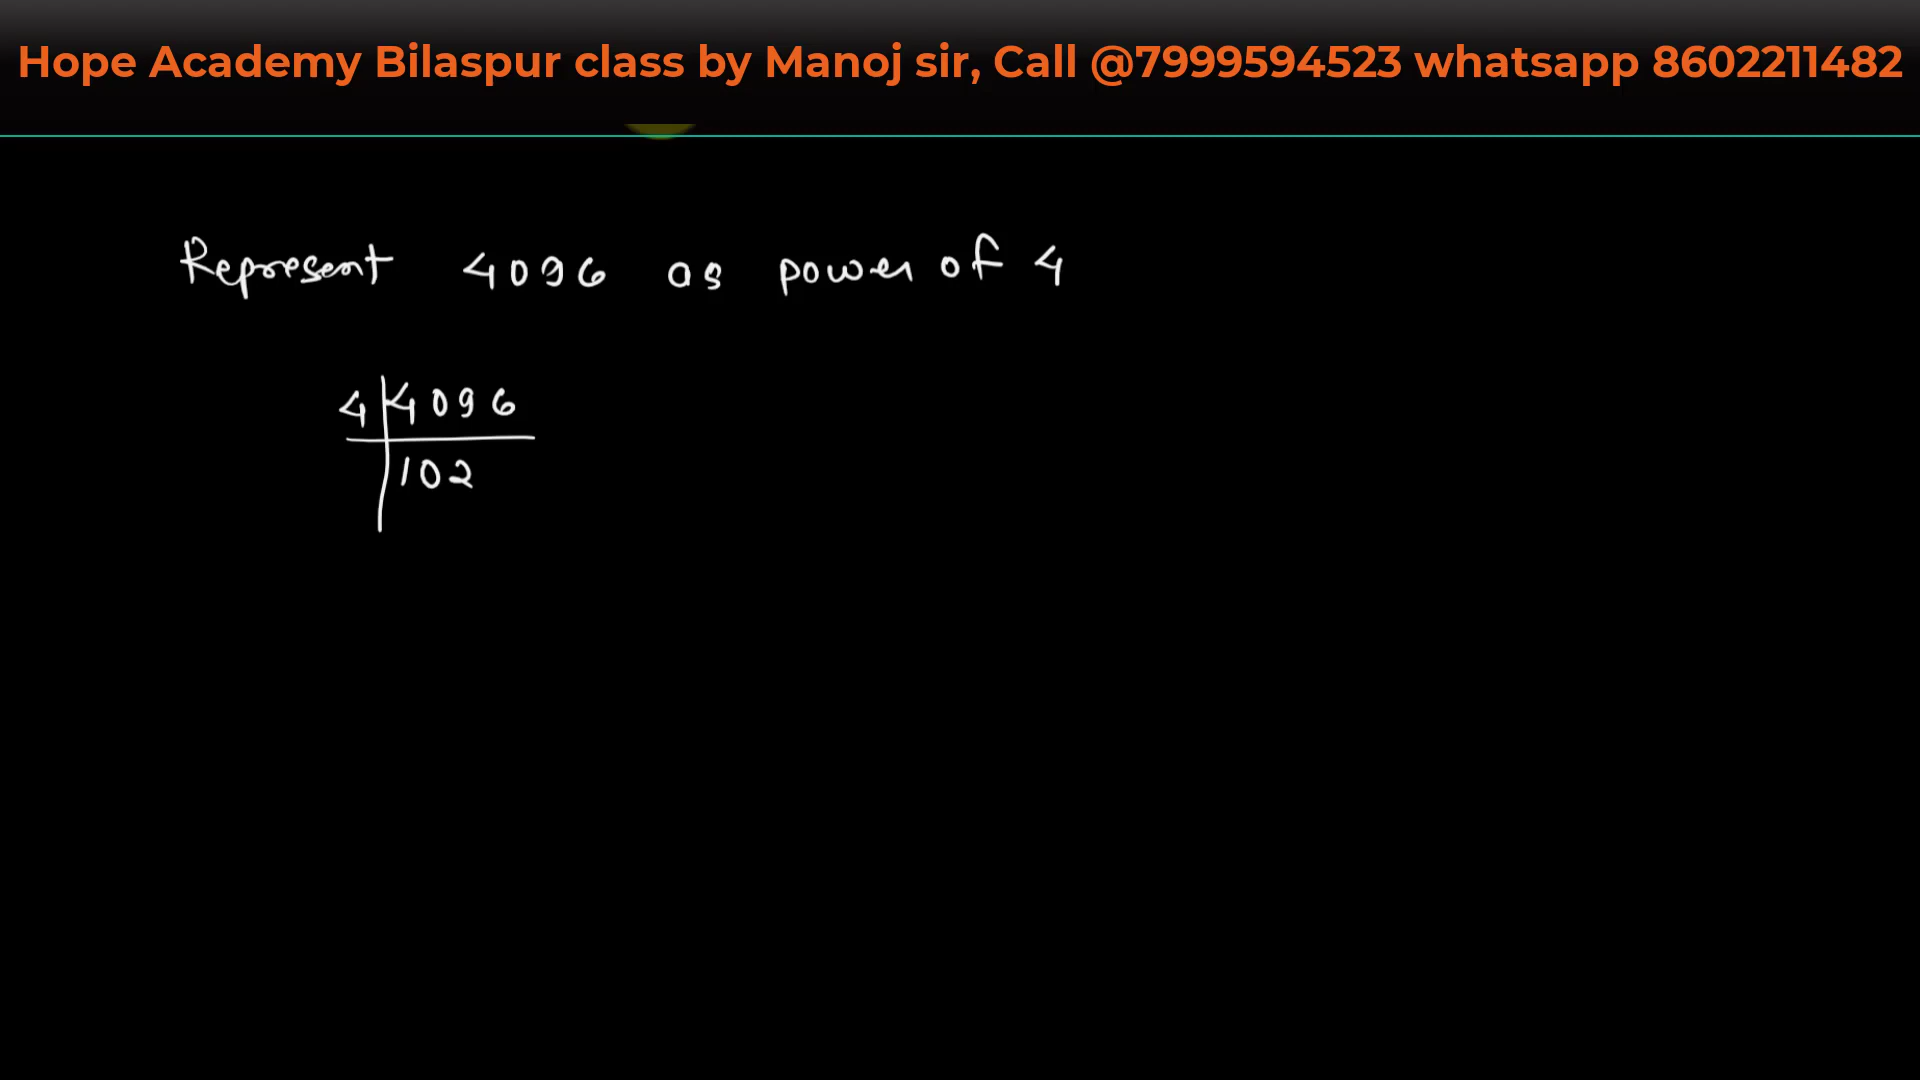 Hope Academy Bilaspur class by Manoj sir, Call @7999594523 whatsapp 8602211482
Represent 4096 as power of 4
4 4096
102